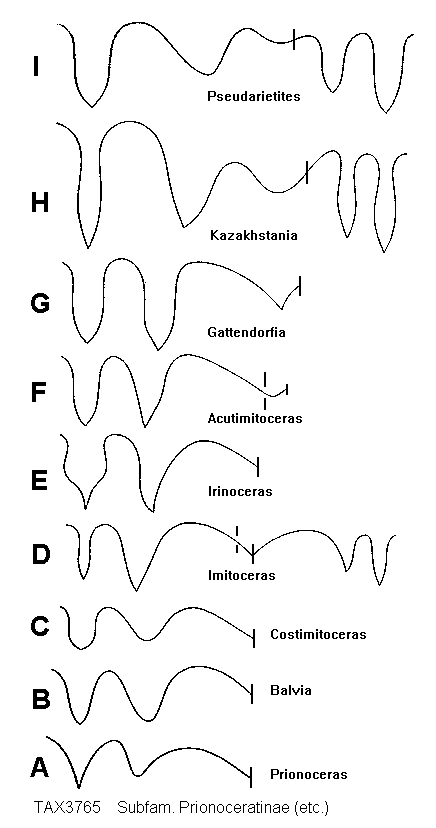 I
Pseudarietites
H
Kazakhstania
G
Gattendorfia
F
Acutimitoceras
E
Irinoceras
D
Imitoceras
C
Costimitoceras
B
Balvia
A
Prionoceras
TAX3765 Subfam. Prionoceratinae (etc.)